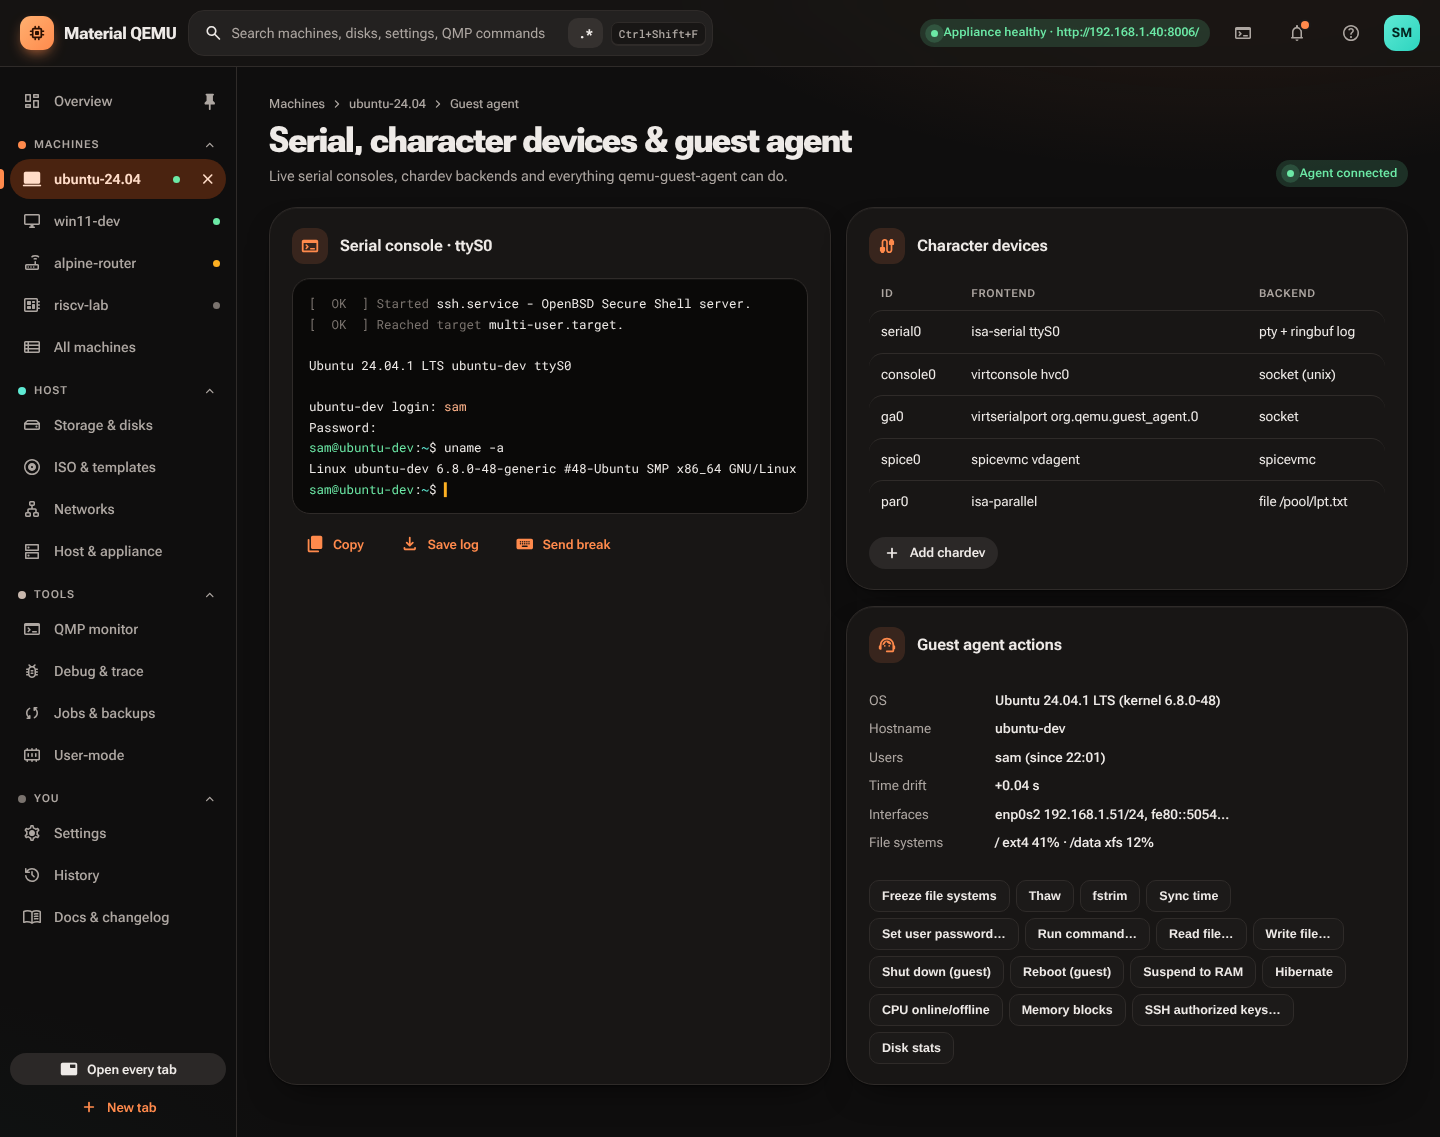 Material QEMU
Search machines, disks, settings, QMP commands
.*
Ctrl+Shift+F
Appliance healthy · http://192.168.1.40:8006/
SM
Overview
MACHINES
ubuntu-24.04
win11-dev
alpine-router
riscv-lab
All machines
HOST
Storage & disks
ISO & templates
Networks
Host & appliance
TOOLS
QMP monitor
Debug & trace
Jobs & backups
User-mode
YOU
Settings
History
Docs & changelog
Open every tab
New tab
Machines > ubuntu-24.04 > Guest agent
Serial, character devices & guest agent
Live serial consoles, chardev backends and everything qemu-guest-agent can do.
Agent connected
Serial console · ttyS0
[  OK  ] Started ssh.service - OpenBSD Secure Shell server.
[  OK  ] Reached target multi-user.target.
Ubuntu 24.04.1 LTS ubuntu-dev ttyS0
ubuntu-dev login: sam
Password:
sam@ubuntu-dev:~$ uname -a
Linux ubuntu-dev 6.8.0-48-generic #48-Ubuntu SMP x86_64 GNU/Linux
sam@ubuntu-dev:~$
Copy
Save log
Send break
Character devices
ID FRONTEND BACKEND
serial0 isa-serial ttyS0 pty + ringbuf log
console0 virtconsole hvc0 socket (unix)
ga0 virtserialport org.qemu.guest_agent.0 socket
spice0 spicevmc vdagent spicevmc
par0 isa-parallel file /pool/lpt.txt
Add chardev
Guest agent actions
OS Ubuntu 24.04.1 LTS (kernel 6.8.0-48)
Hostname ubuntu-dev
Users sam (since 22:01)
Time drift +0.04 s
Interfaces enp0s2 192.168.1.51/24, fe80::5054…
File systems / ext4 41% · /data xfs 12%
Freeze file systems Thaw fstrim Sync time
Set user password… Run command… Read file… Write file…
Shut down (guest) Reboot (guest) Suspend to RAM Hibernate
CPU online/offline Memory blocks SSH authorized keys…
Disk stats